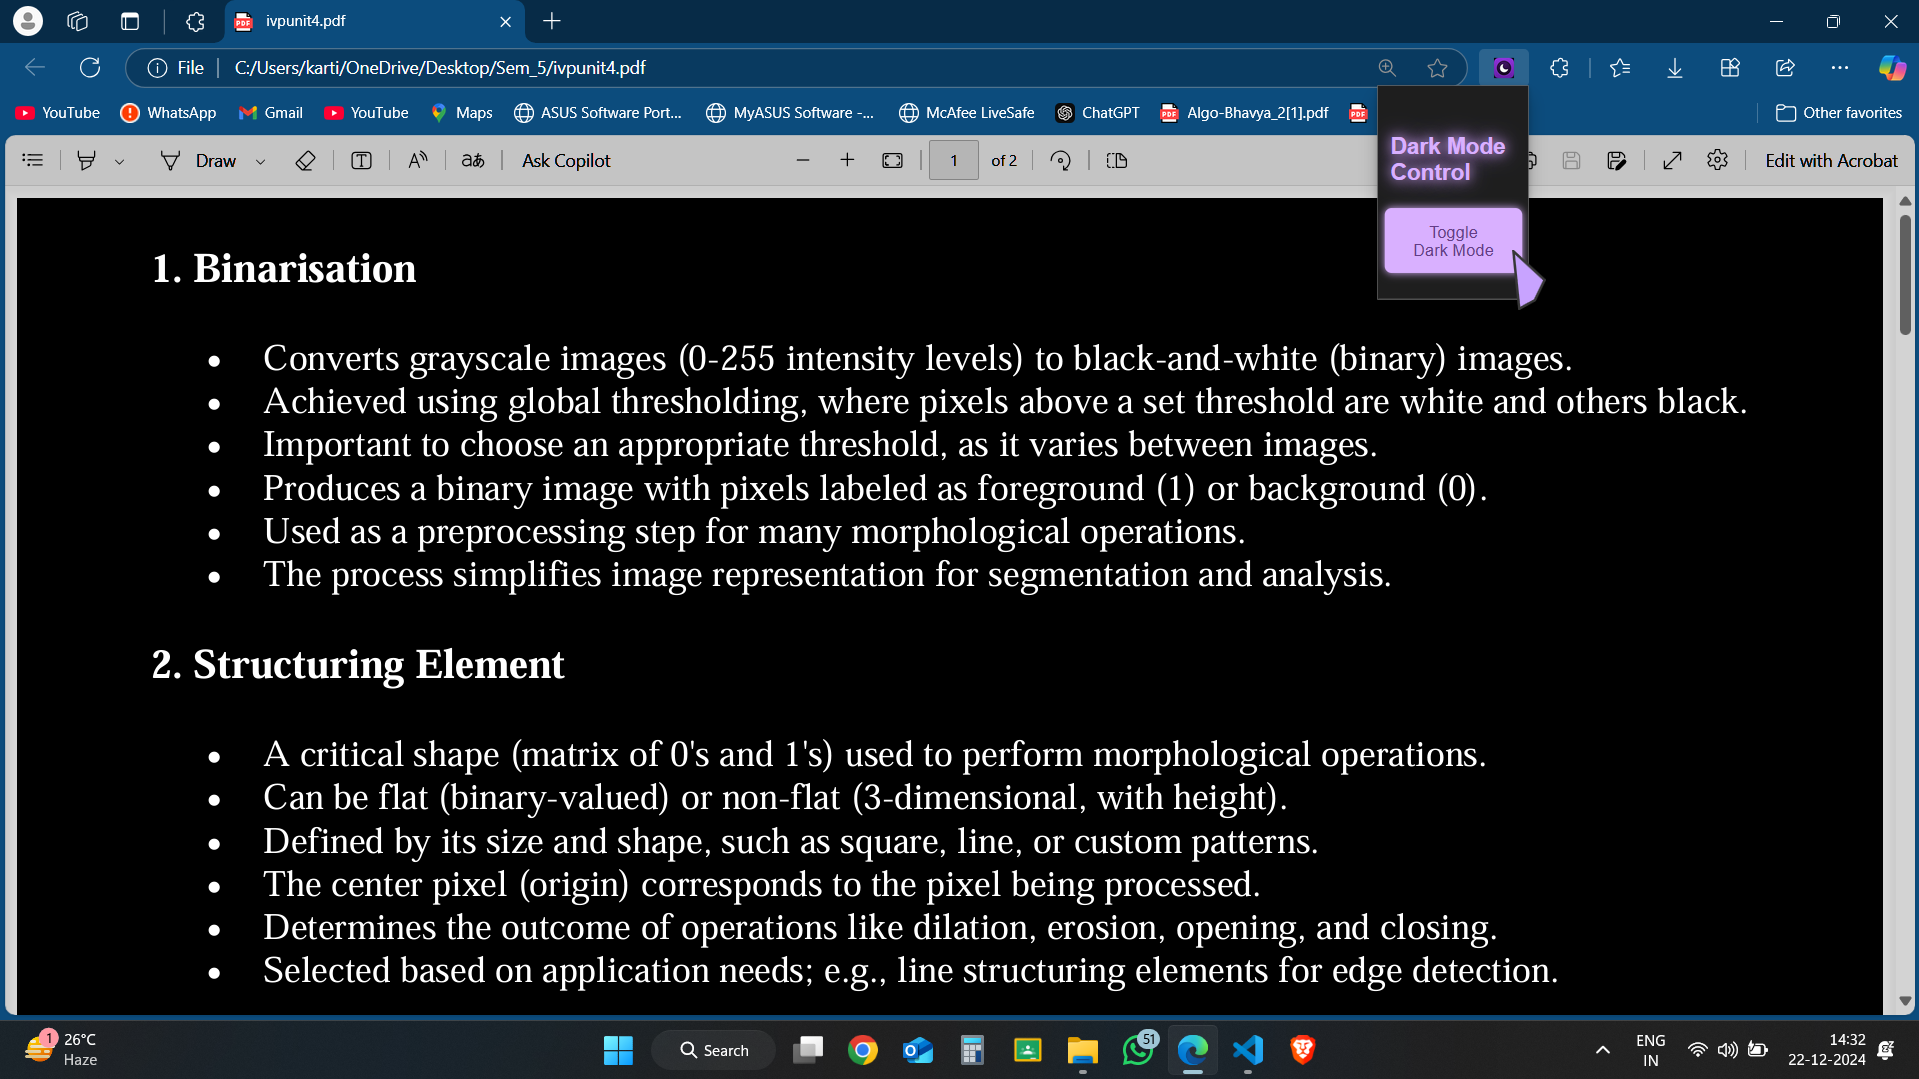 ivpunit4.pdf
File
C:/Users/karti/OneDrive/Desktop/Sem_5/ivpunit4.pdf
YouTube
WhatsApp
Gmail
YouTube
Maps
ASUS Software Port...
MyASUS Software -...
McAfee LiveSafe
ChatGPT
Algo-Bhavya_2[1].pdf
Other favorites
Draw
aあ
Ask Copilot
1 of 2
Edit with Acrobat
Dark Mode
Control
Toggle
Dark Mode
1. Binarisation
• Converts grayscale images (0-255 intensity levels) to black-and-white (binary) images.
• Achieved using global thresholding, where pixels above a set threshold are white and others black.
• Important to choose an appropriate threshold, as it varies between images.
• Produces a binary image with pixels labeled as foreground (1) or background (0).
• Used as a preprocessing step for many morphological operations.
• The process simplifies image representation for segmentation and analysis.
2. Structuring Element
• A critical shape (matrix of 0's and 1's) used to perform morphological operations.
• Can be flat (binary-valued) or non-flat (3-dimensional, with height).
• Defined by its size and shape, such as square, line, or custom patterns.
• The center pixel (origin) corresponds to the pixel being processed.
• Determines the outcome of operations like dilation, erosion, opening, and closing.
• Selected based on application needs; e.g., line structuring elements for edge detection.
1
26°C
Haze
Search
51
ENG
IN
14:32
22-12-2024